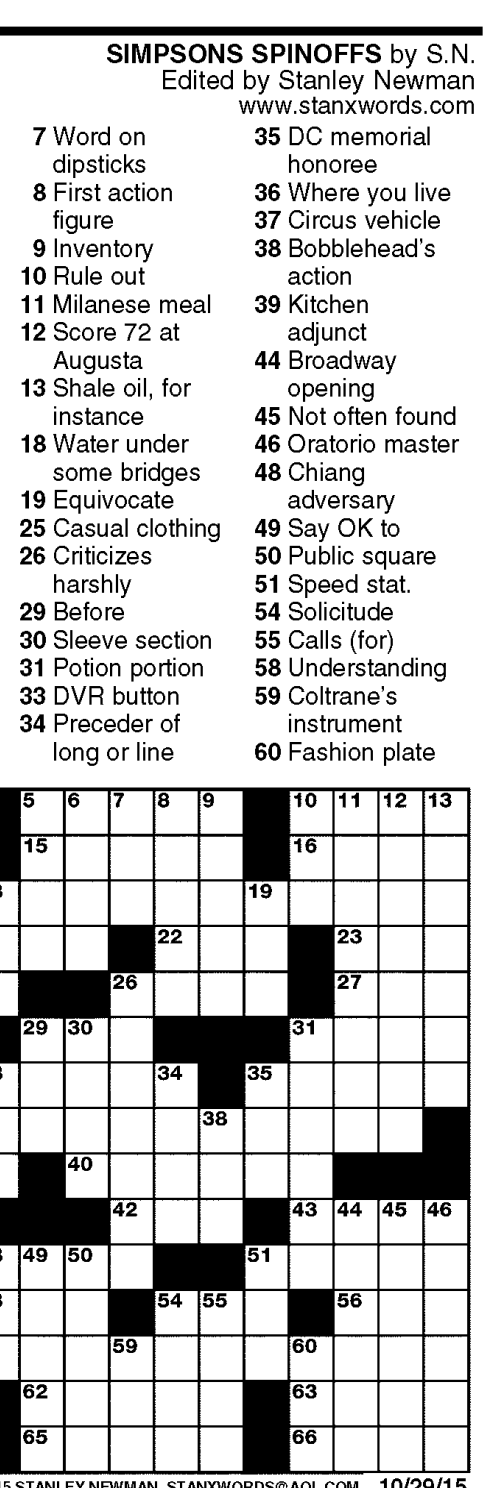 SIMPSONS SPINOFFS by S.N.
Edited by Stanley Newman
www.stanxwords.com
7 Word on
dipsticks
8 First action
figure
9 Inventory
10 Rule out
11 Milanese meal
12 Score 72 at
Augusta
13 Shale oil, for
instance
18 Water under
some bridges
19 Equivocate
25 Casual clothing
26 Criticizes
harshly
29 Before
30 Sleeve section
31 Potion portion
33 DVR button
34 Preceder of
long or line
35 DC memorial
honoree
36 Where you live
37 Circus vehicle
38 Bobblehead's
action
39 Kitchen
adjunct
44 Broadway
opening
45 Not often found
46 Oratorio master
48 Chiang
adversary
49 Say OK to
50 Public square
51 Speed stat.
54 Solicitude
55 Calls (for)
58 Understanding
59 Coltrane's
instrument
60 Fashion plate
5 6 7 8 9 10 11 12 13
15 16
19
22 23
26 27
29 30 31
34 35
38
40
42 43 44 45 46
49 50 51
54 55 56
59 60
62 63
65 66
STANLEY NEWMAN STANXWORDS@AOL.COM 10/29/15